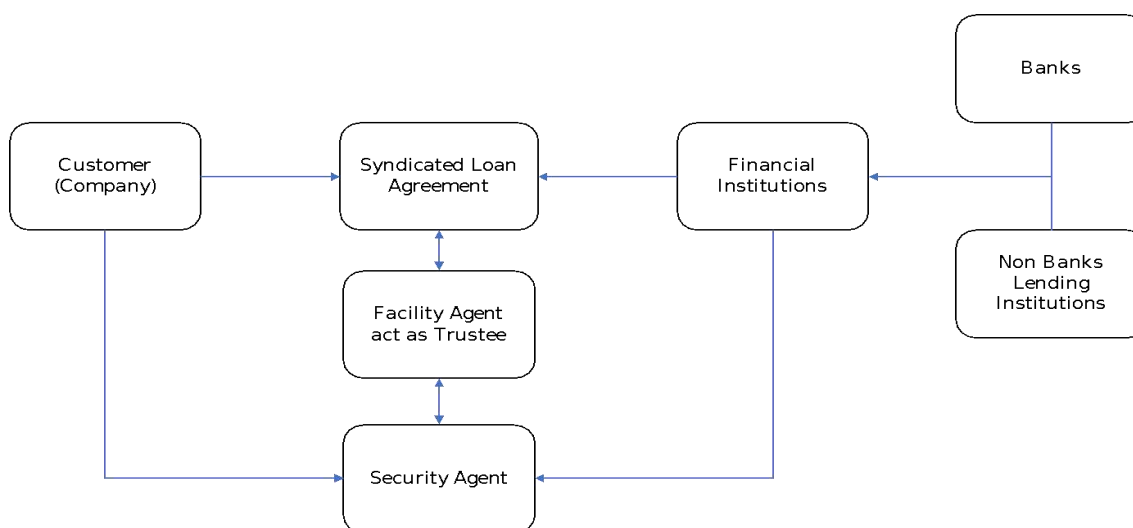 Banks
Customer
(Company)
Syndicated Loan
Agreement
Financial
Institutions
Non Banks
Lending
Institutions
Facility Agent
act as Trustee
Security Agent